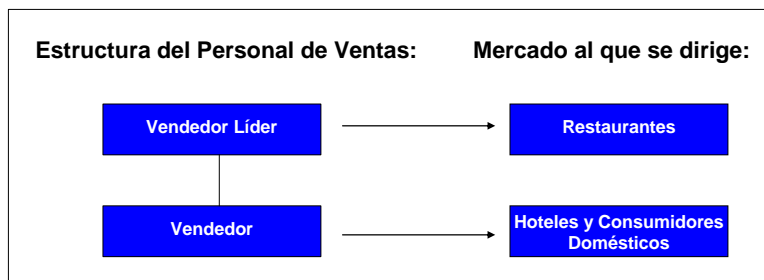 Estructura del Personal de Ventas:
Mercado al que se dirige:
Vendedor Líder
Restaurantes
Vendedor
Hoteles y Consumidores
Domésticos